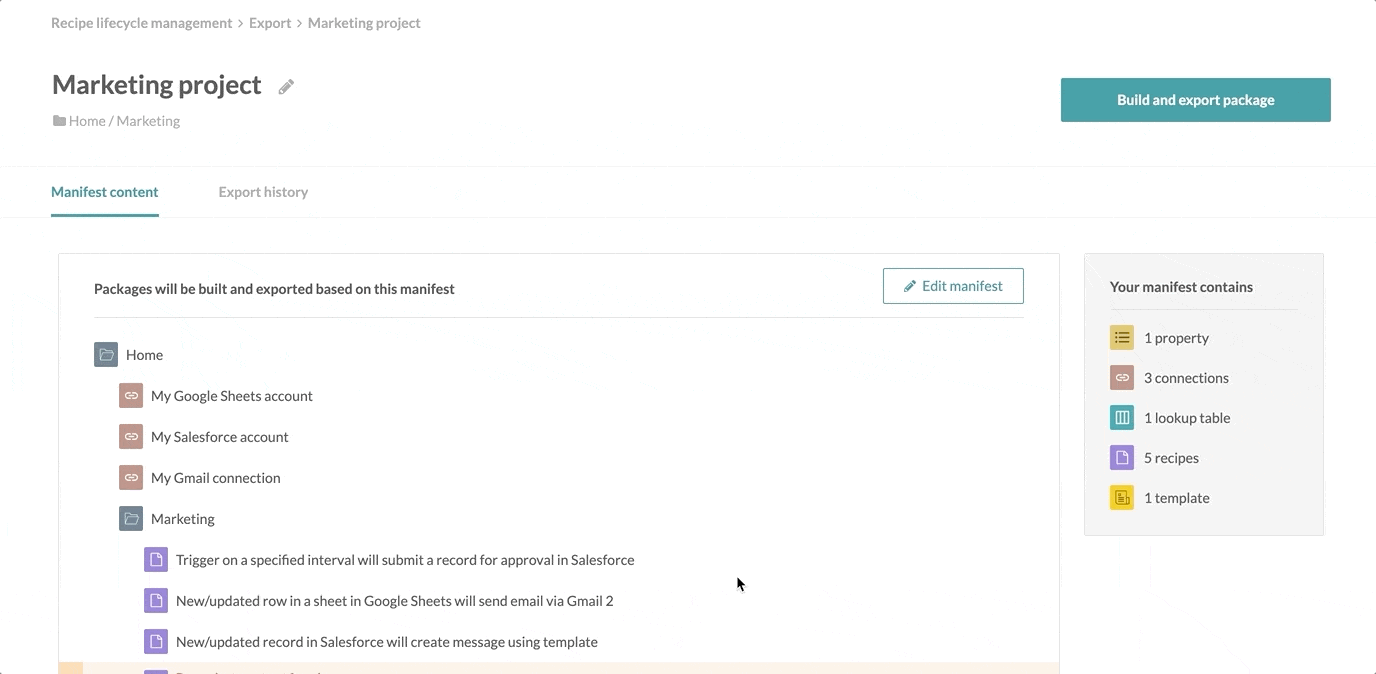 Recipe lifecycle management > Export > Marketing project
Marketing project
Build and export package
Home / Marketing
Manifest content
Export history
Packages will be built and exported based on this manifest
Edit manifest
Your manifest contains
1 property
3 connections
1 lookup table
5 recipes
1 template
Home
My Google Sheets account
My Salesforce account
My Gmail connection
Marketing
Trigger on a specified interval will submit a record for approval in Salesforce
New/updated row in a sheet in Google Sheets will send email via Gmail 2
New/updated record in Salesforce will create message using template